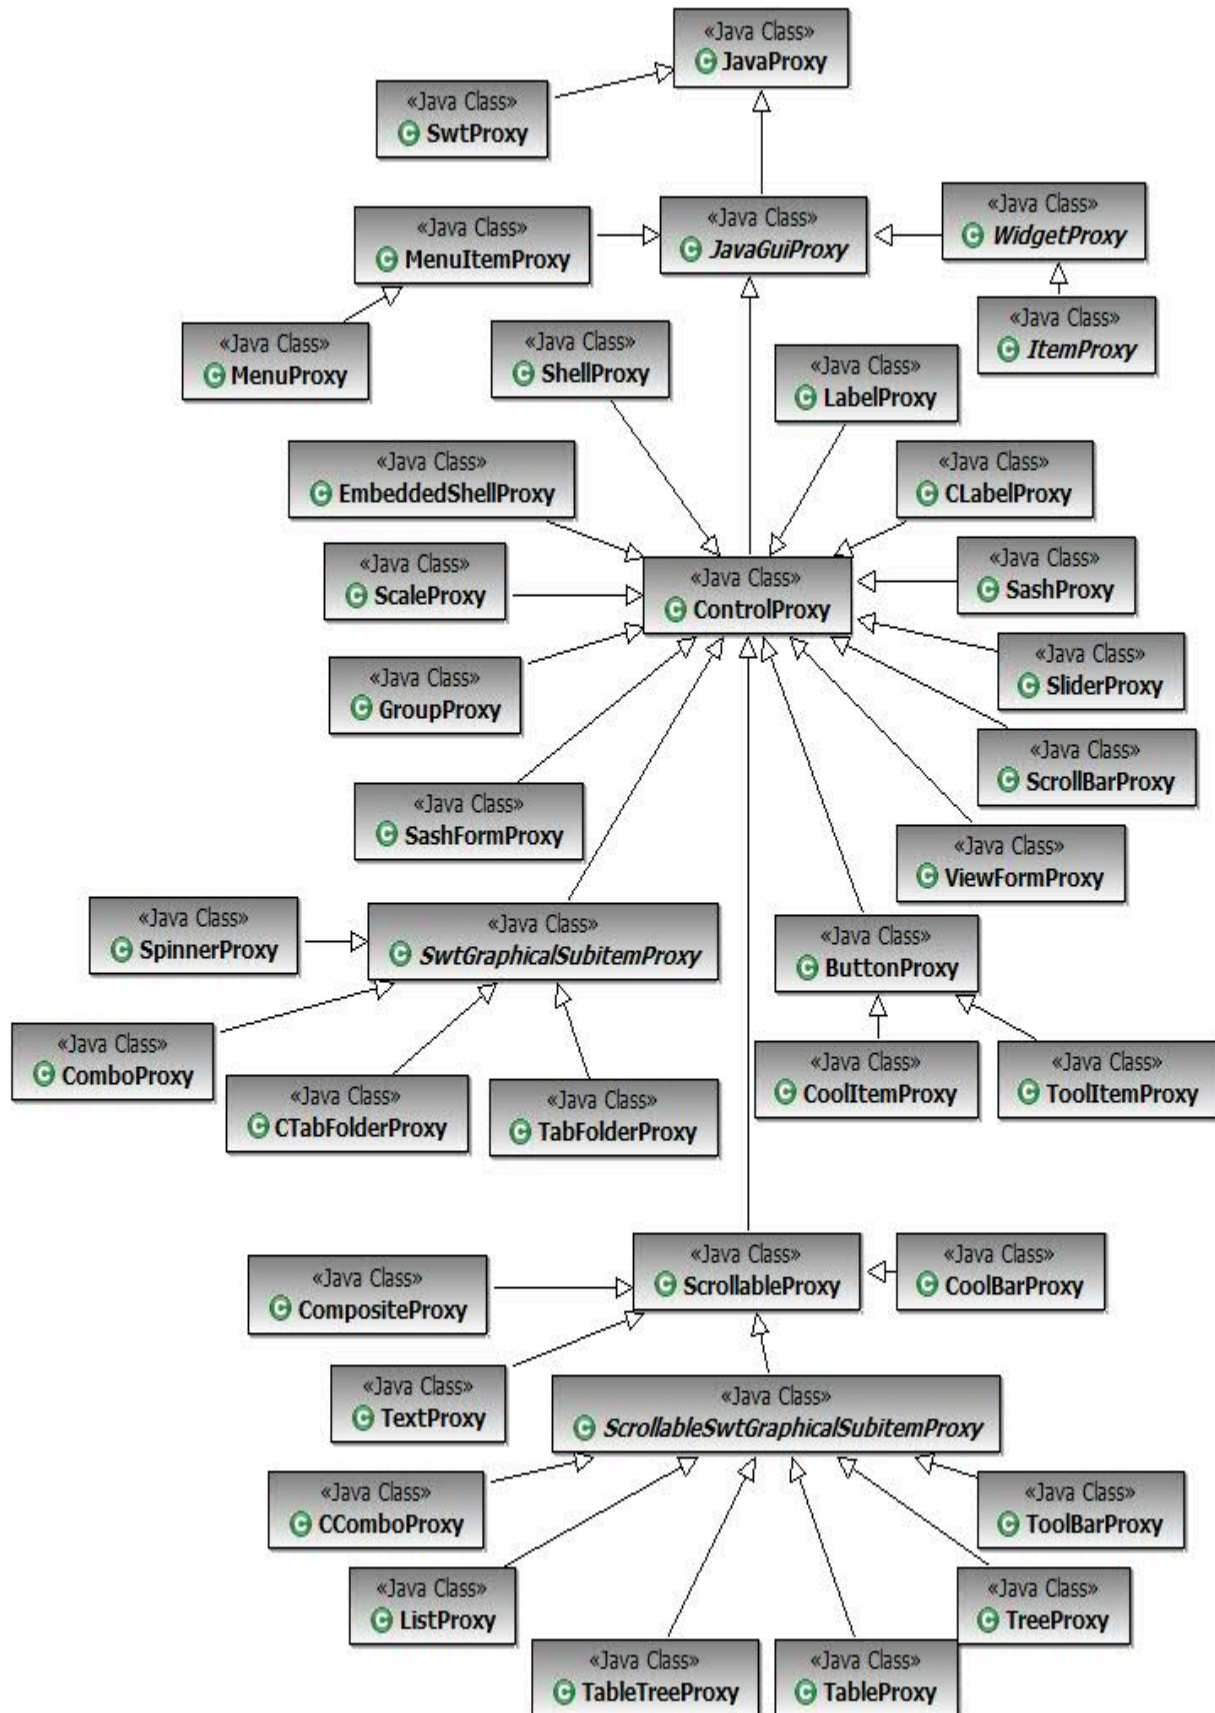 «Java Class»
JavaProxy
«Java Class»
SwtProxy
«Java Class»
MenuItemProxy
«Java Class»
JavaGuiProxy
«Java Class»
WidgetProxy
«Java Class»
MenuProxy
«Java Class»
ShellProxy
«Java Class»
LabelProxy
«Java Class»
ItemProxy
«Java Class»
EmbeddedShellProxy
«Java Class»
CLabelProxy
«Java Class»
ScaleProxy
«Java Class»
ControlProxy
«Java Class»
SashProxy
«Java Class»
GroupProxy
«Java Class»
SliderProxy
«Java Class»
ScrollBarProxy
«Java Class»
SashFormProxy
«Java Class»
ViewFormProxy
«Java Class»
SpinnerProxy
«Java Class»
SwtGraphicalSubitemProxy
«Java Class»
ButtonProxy
«Java Class»
ComboProxy
«Java Class»
CTabFolderProxy
«Java Class»
TabFolderProxy
«Java Class»
CoolItemProxy
«Java Class»
ToolItemProxy
«Java Class»
CompositeProxy
«Java Class»
ScrollableProxy
«Java Class»
CoolBarProxy
«Java Class»
TextProxy
«Java Class»
ScrollableSwtGraphicalSubitemProxy
«Java Class»
CComboProxy
«Java Class»
ToolBarProxy
«Java Class»
ListProxy
«Java Class»
TreeProxy
«Java Class»
TableTreeProxy
«Java Class»
TableProxy